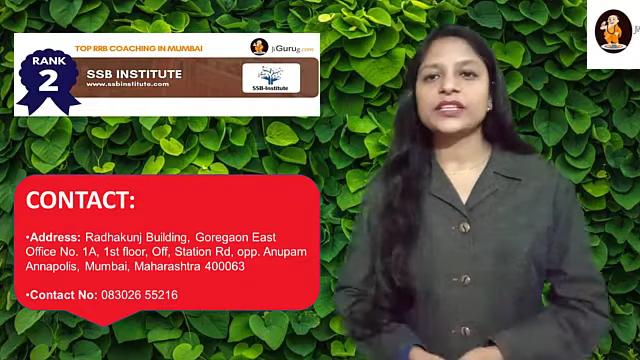 TOP RRB COACHING IN MUMBAI
JiGuruG.com
RANK
2
SSB INSTITUTE
www.ssbinstitute.com
SSB-Institute
CONTACT:
•Address: Radhakunj Building, Goregaon East
Office No. 1A, 1st floor, Off, Station Rd, opp. Anupam
Annapolis, Mumbai, Maharashtra 400063
•Contact No: 083026 55216